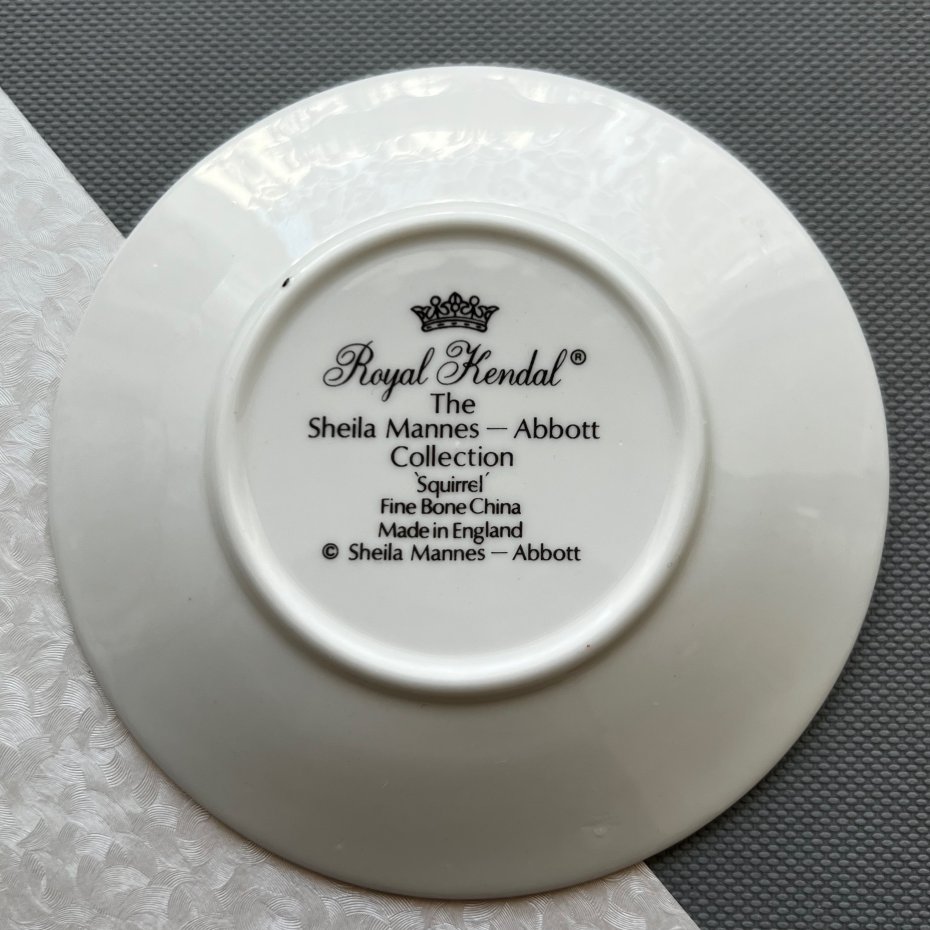 Royal Kendal®
The
Sheila Mannes — Abbott
Collection
`Squirrel´
Fine Bone China
Made in England
© Sheila Mannes — Abbott